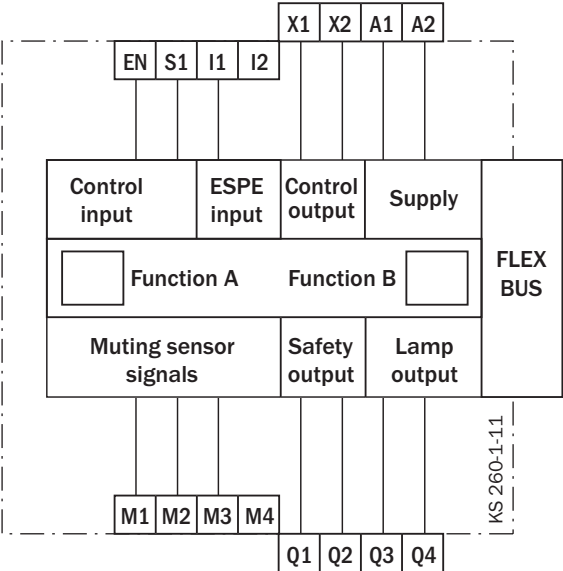 X1 X2 A1 A2
EN S1 I1 I2
Control
input
ESPE
input
Control
output
Supply
FLEX
BUS
Function A
Function B
Muting sensor
signals
Safety
output
Lamp
output
KS 260-1-11
M1 M2 M3 M4
Q1 Q2 Q3 Q4